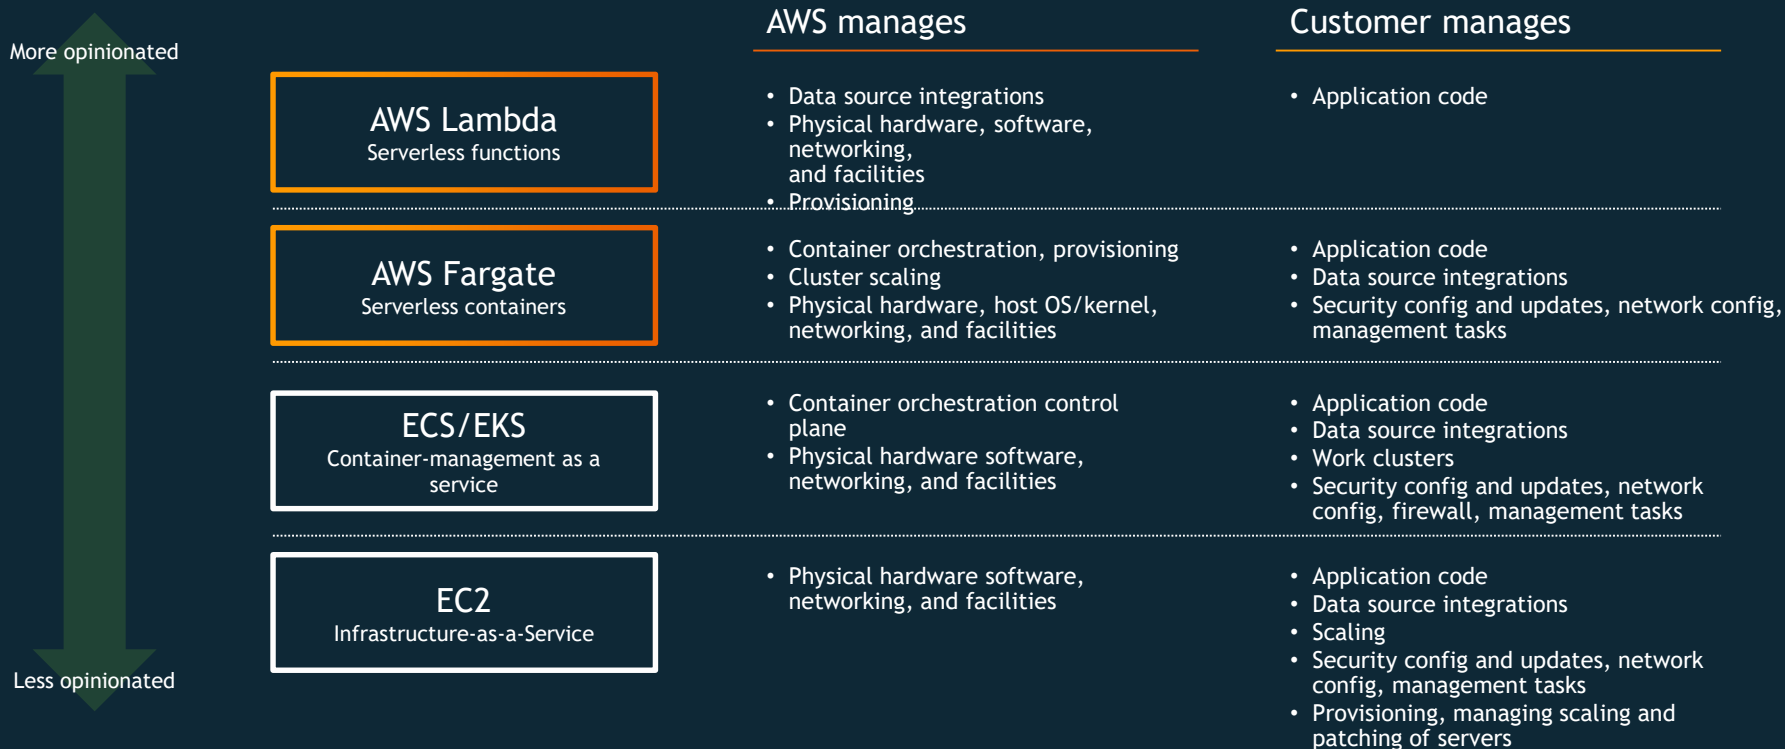 AWS manages
Customer manages
More opinionated
AWS Lambda
Serverless functions
• Data source integrations
• Physical hardware, software,
networking,
and facilities
• Provisioning
• Application code
AWS Fargate
Serverless containers
• Container orchestration, provisioning
• Cluster scaling
• Physical hardware, host OS/kernel,
networking, and facilities
• Application code
• Data source integrations
• Security config and updates, network config,
management tasks
ECS/EKS
Container-management as a
service
• Container orchestration control
plane
• Physical hardware software,
networking, and facilities
• Application code
• Data source integrations
• Work clusters
• Security config and updates, network
config, firewall, management tasks
EC2
Infrastructure-as-a-Service
• Physical hardware software,
networking, and facilities
• Application code
• Data source integrations
• Scaling
• Security config and updates, network
config, management tasks
• Provisioning, managing scaling and
patching of servers
Less opinionated